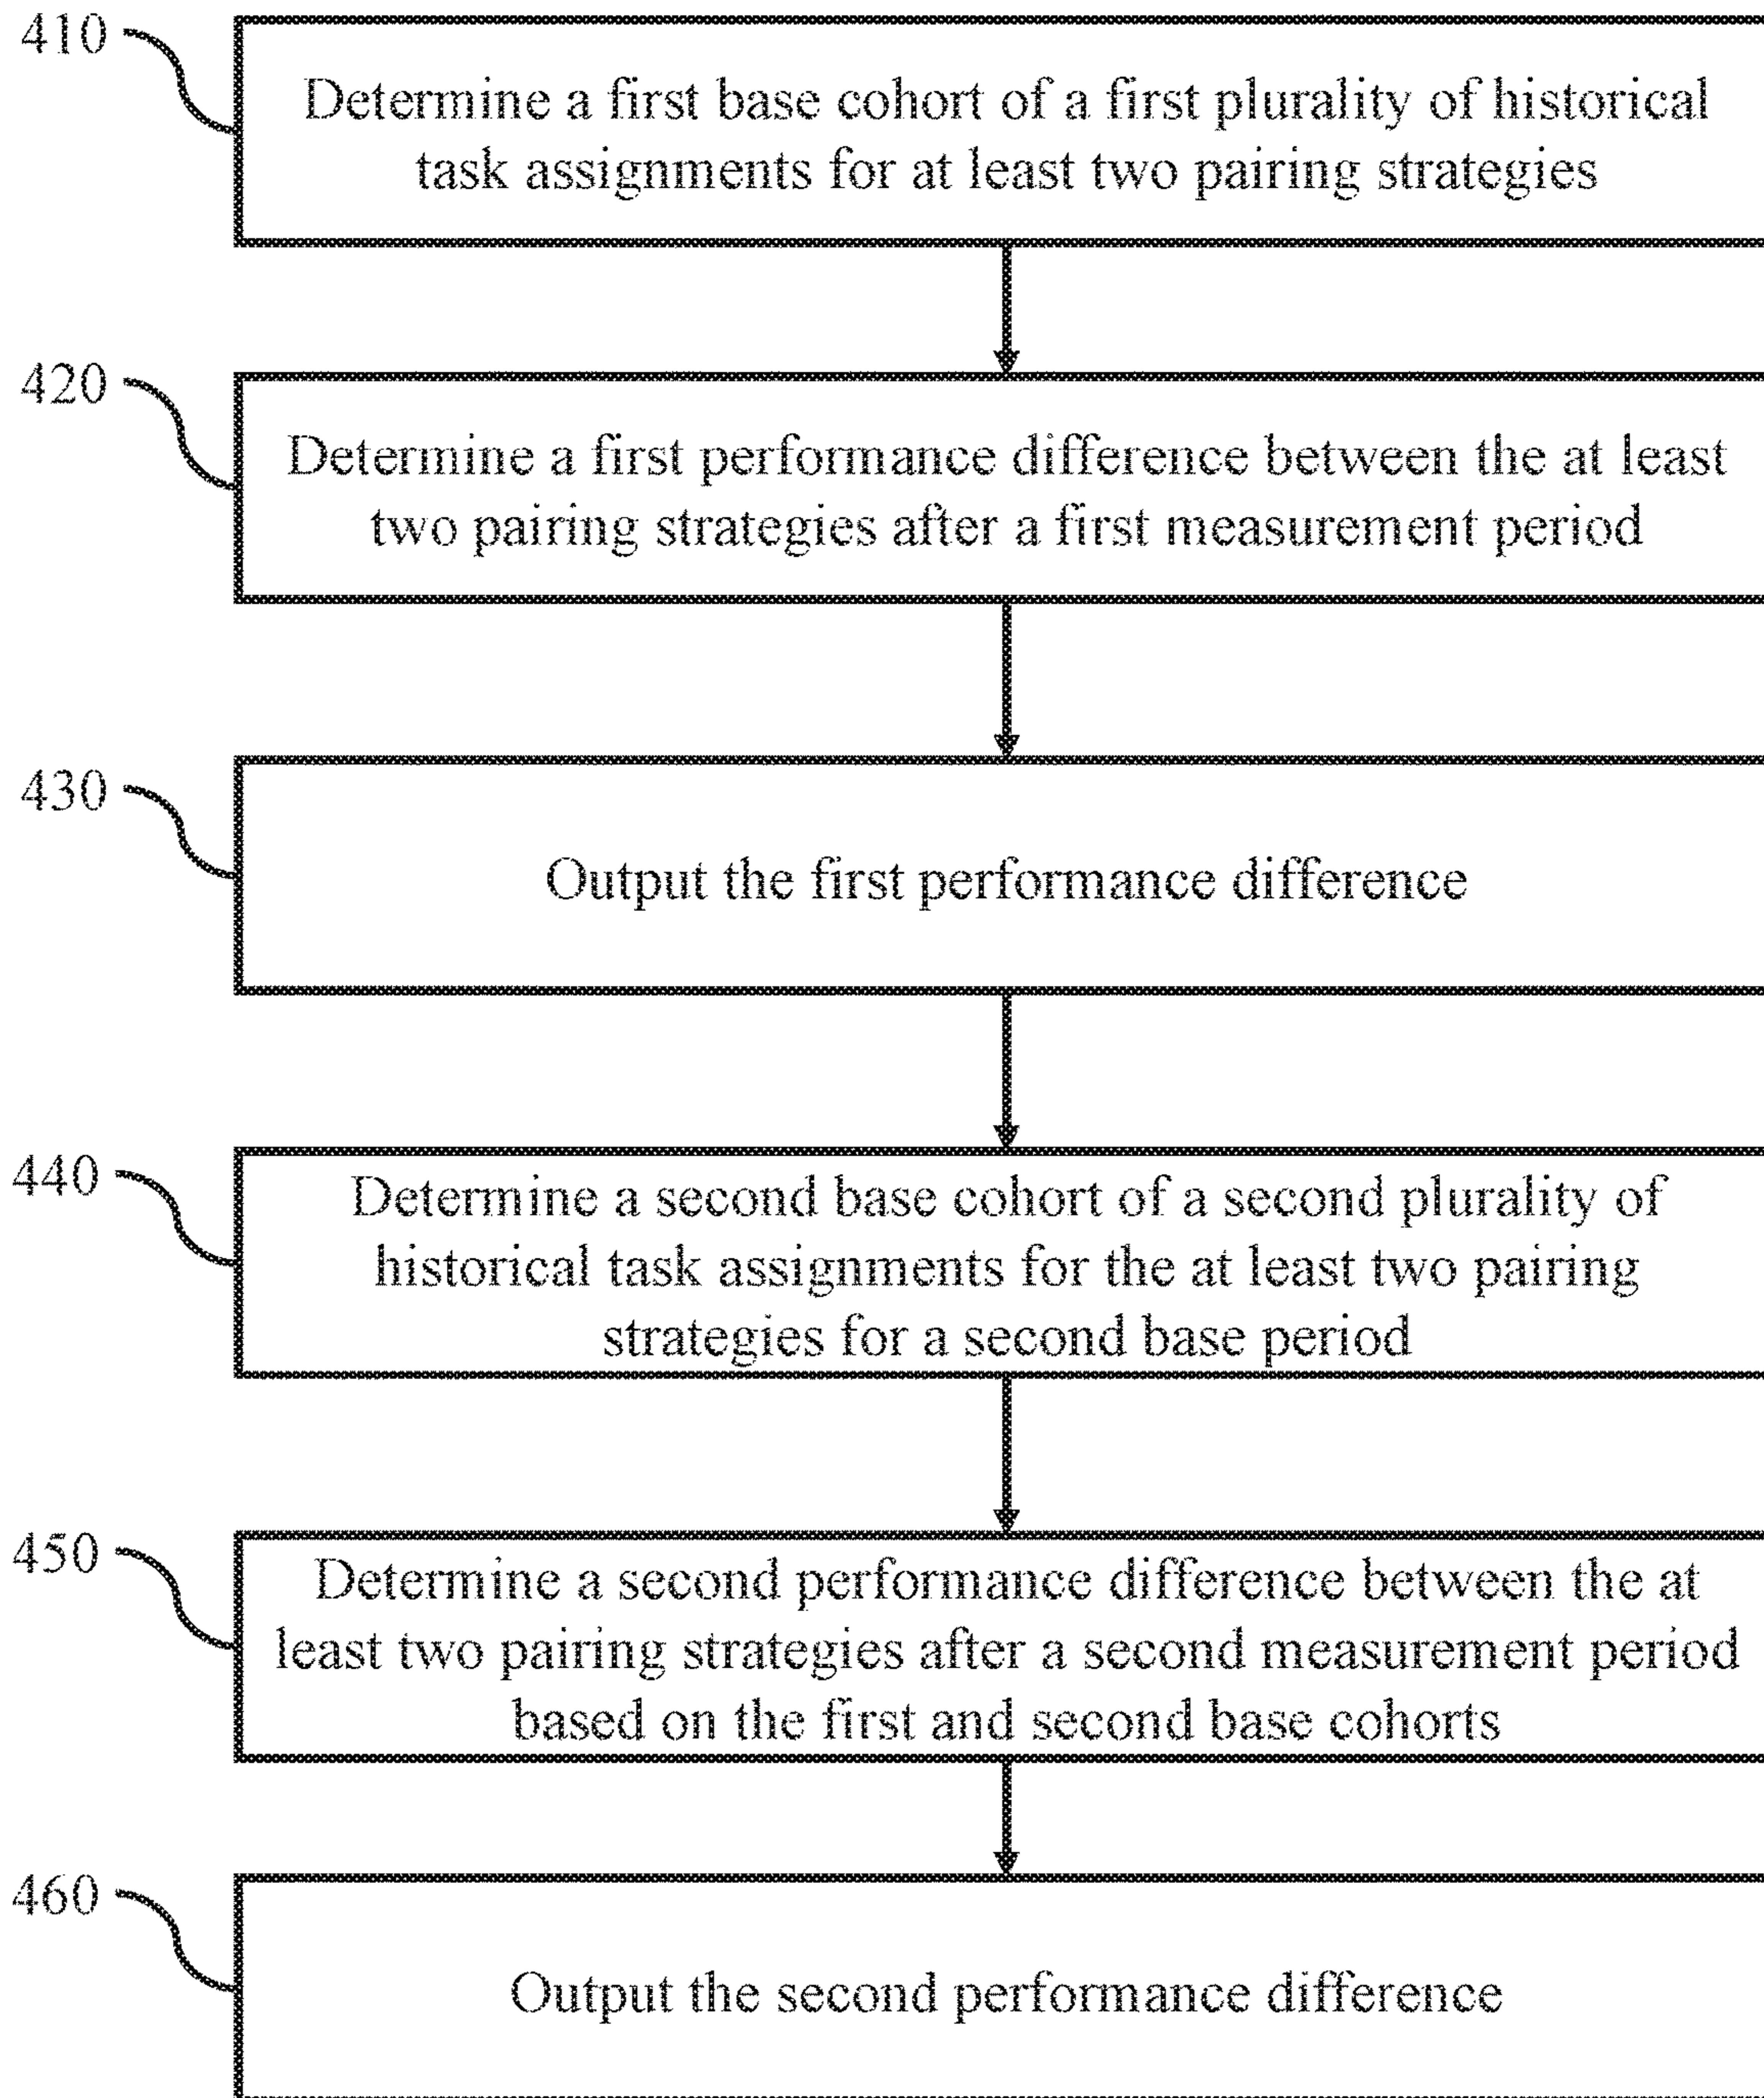 410
Determine a first base cohort of a first plurality of historical
task assignments for at least two pairing strategies
420
Determine a first performance difference between the at least
two pairing strategies after a first measurement period
430
Output the first performance difference
440
Determine a second base cohort of a second plurality of
historical task assignments for the at least two pairing
strategies for a second base period
450
Determine a second performance difference between the at
least two pairing strategies after a second measurement period
based on the first and second base cohorts
460
Output the second performance difference